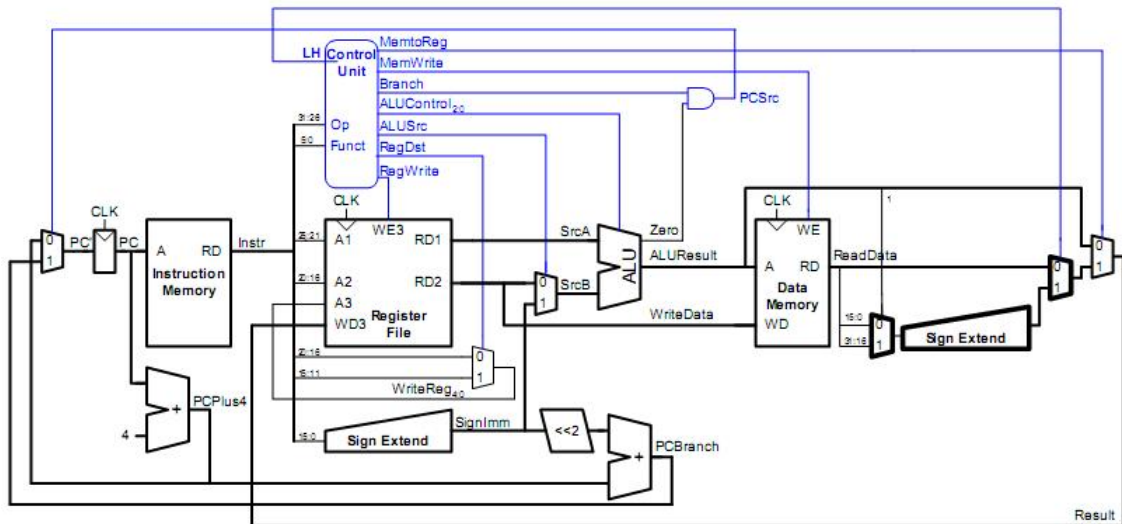 LH
Control
Unit
MemtoReg
MemWrite
Branch
PCSrc
ALUControl2:0
31:26
Op
ALUSrc
5:0
Funct
RegDst
RegWrite
CLK
CLK
CLK
1
0
1
PC'
PC
A
RD
Instruction
Memory
Instr
25:21
A1
WE3
RD1
SrcA
Zero
WE
0
1
A2
RD2
0
1
SrcB
ALU
ALUResult
A
RD
ReadData
0
1
A3
Data
Memory
WD3
Register
File
WriteData
WD
15:0
31:16
0
1
Sign Extend
0
1
15:11
WriteReg4:0
PCPlus4
+
4
15:0
Sign Extend
SignImm
<<2
+
PCBranch
Result